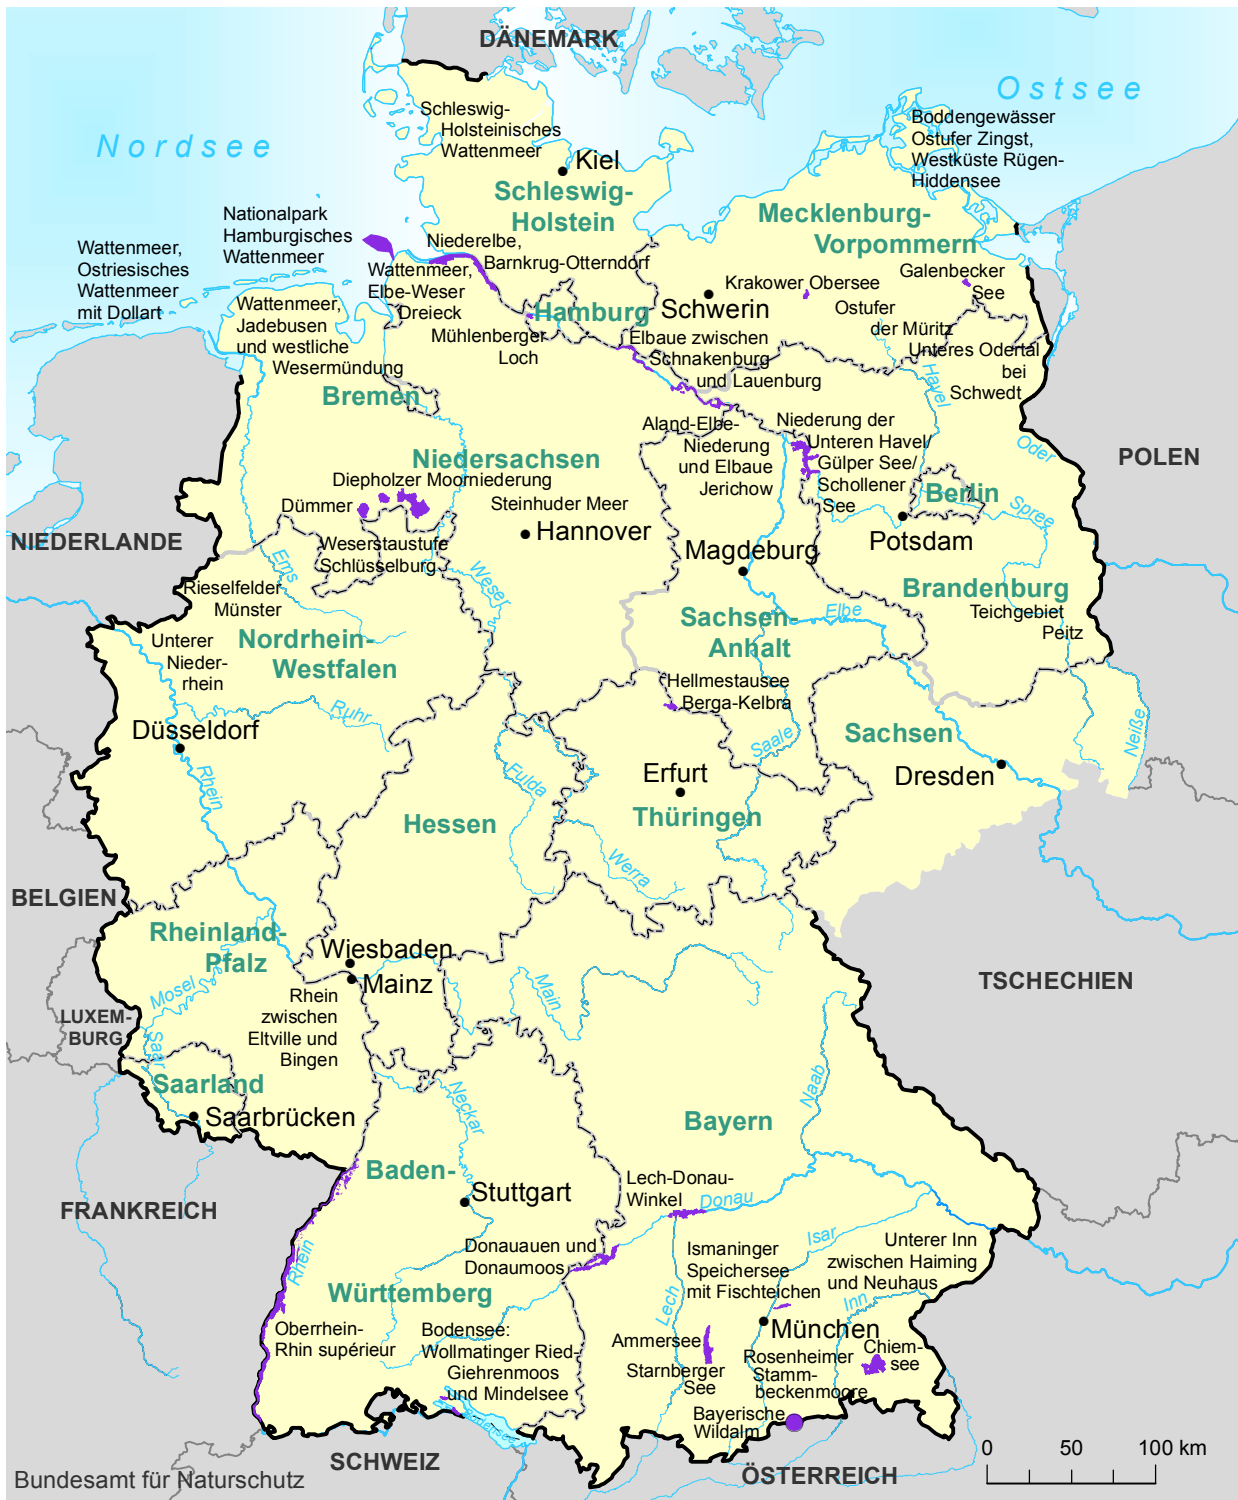 DÄNEMARK
Ostsee
Nordsee
Schleswig-
Holsteinisches
Wattenmeer
Kiel
Schleswig-
Holstein
Boddengewässer
Ostufer Zingst,
Westküste Rügen-
Hiddensee
Mecklenburg-
Vorpommern
Nationalpark
Hamburgisches
Wattenmeer
Wattenmeer,
Ostriesisches
Wattenmeer
mit Dollart
Niederelbe,
Barnkrug-Otterndorf
Wattenmeer,
Elbe-Weser
Dreieck
Wattenmeer,
Jadebusen
und westliche
Wesermündung
Mühlenberger
Loch
Hamburg
Schwerin
Krakower Obersee
Galenbecker
See
Ostufer
der Müritz
Unteres Odertal
bei
Schwedt
Elbaue zwischen
Schnakenburg
und Lauenburg
Bremen
Havel
Aland-Elbe-
Niederung
und Elbaue
Jerichow
Niederung der
Unteren Havel/
Gülper See/
Schollener
See
Oder
POLEN
Niedersachsen
Diepholzer Moorniederung
Dümmer
Steinhuder Meer
Hannover
Berlin
Spree
Potsdam
NIEDERLANDE
Weserstaustufe
Schlüsselburg
Ems
Weser
Magdeburg
Brandenburg
Rieselfelder
Münster
Sachsen-
Anhalt
Elbe
Teichgebiet
Peitz
Unterer
Nieder-
rhein
Nordrhein-
Westfalen
Hellmestausee
Berga-Kelbra
Ruhr
Düsseldorf
Saale
Sachsen
Neiße
Dresden
Rhein
Fulda
Erfurt
Thüringen
Hessen
Werra
BELGIEN
Rheinland-
Pfalz
Wiesbaden
Mainz
Mosel
Main
TSCHECHIEN
LUXEM-
BURG
Rhein
zwischen
Eltville und
Bingen
Saar
Saarland
Saarbrücken
Neckar
Naab
Bayern
Baden-
Stuttgart
Lech-Donau-
Winkel
Donau
FRANKREICH
Rhein
Donauauen und
Donaumoos
Isar
Ismaninger
Speichersee
mit Fischteichen
Unterer Inn
zwischen Haiming
und Neuhaus
Württemberg
Lech
Inn
Oberrhein-
Rhin supérieur
Bodensee:
Wollmatinger Ried-
Giehrenmoos
und Mindelsee
Ammersee
Starnberger
See
München
Rosenheimer
Stamm-
beckenmoore
Chiem-
see
Bayerische
Wildalm
Bodensee
SCHWEIZ
ÖSTERREICH
0 50 100 km
Bundesamt für Naturschutz